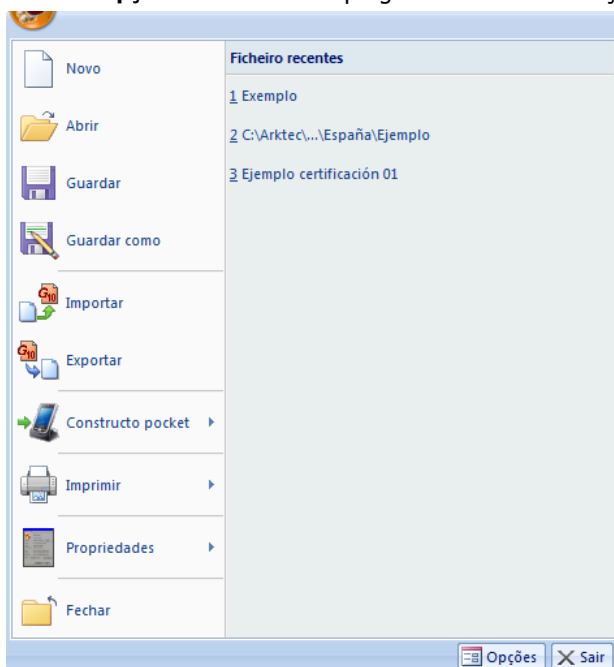 Novo
Abrir
Guardar
Guardar como
Importar
Exportar
Constructo pocket
Imprimir
Propriedades
Fechar
Ficheiro recentes
1 Exemplo
2 C:\Arktec\...\España\Ejemplo
3 Ejemplo certificación 01
Opções
Sair